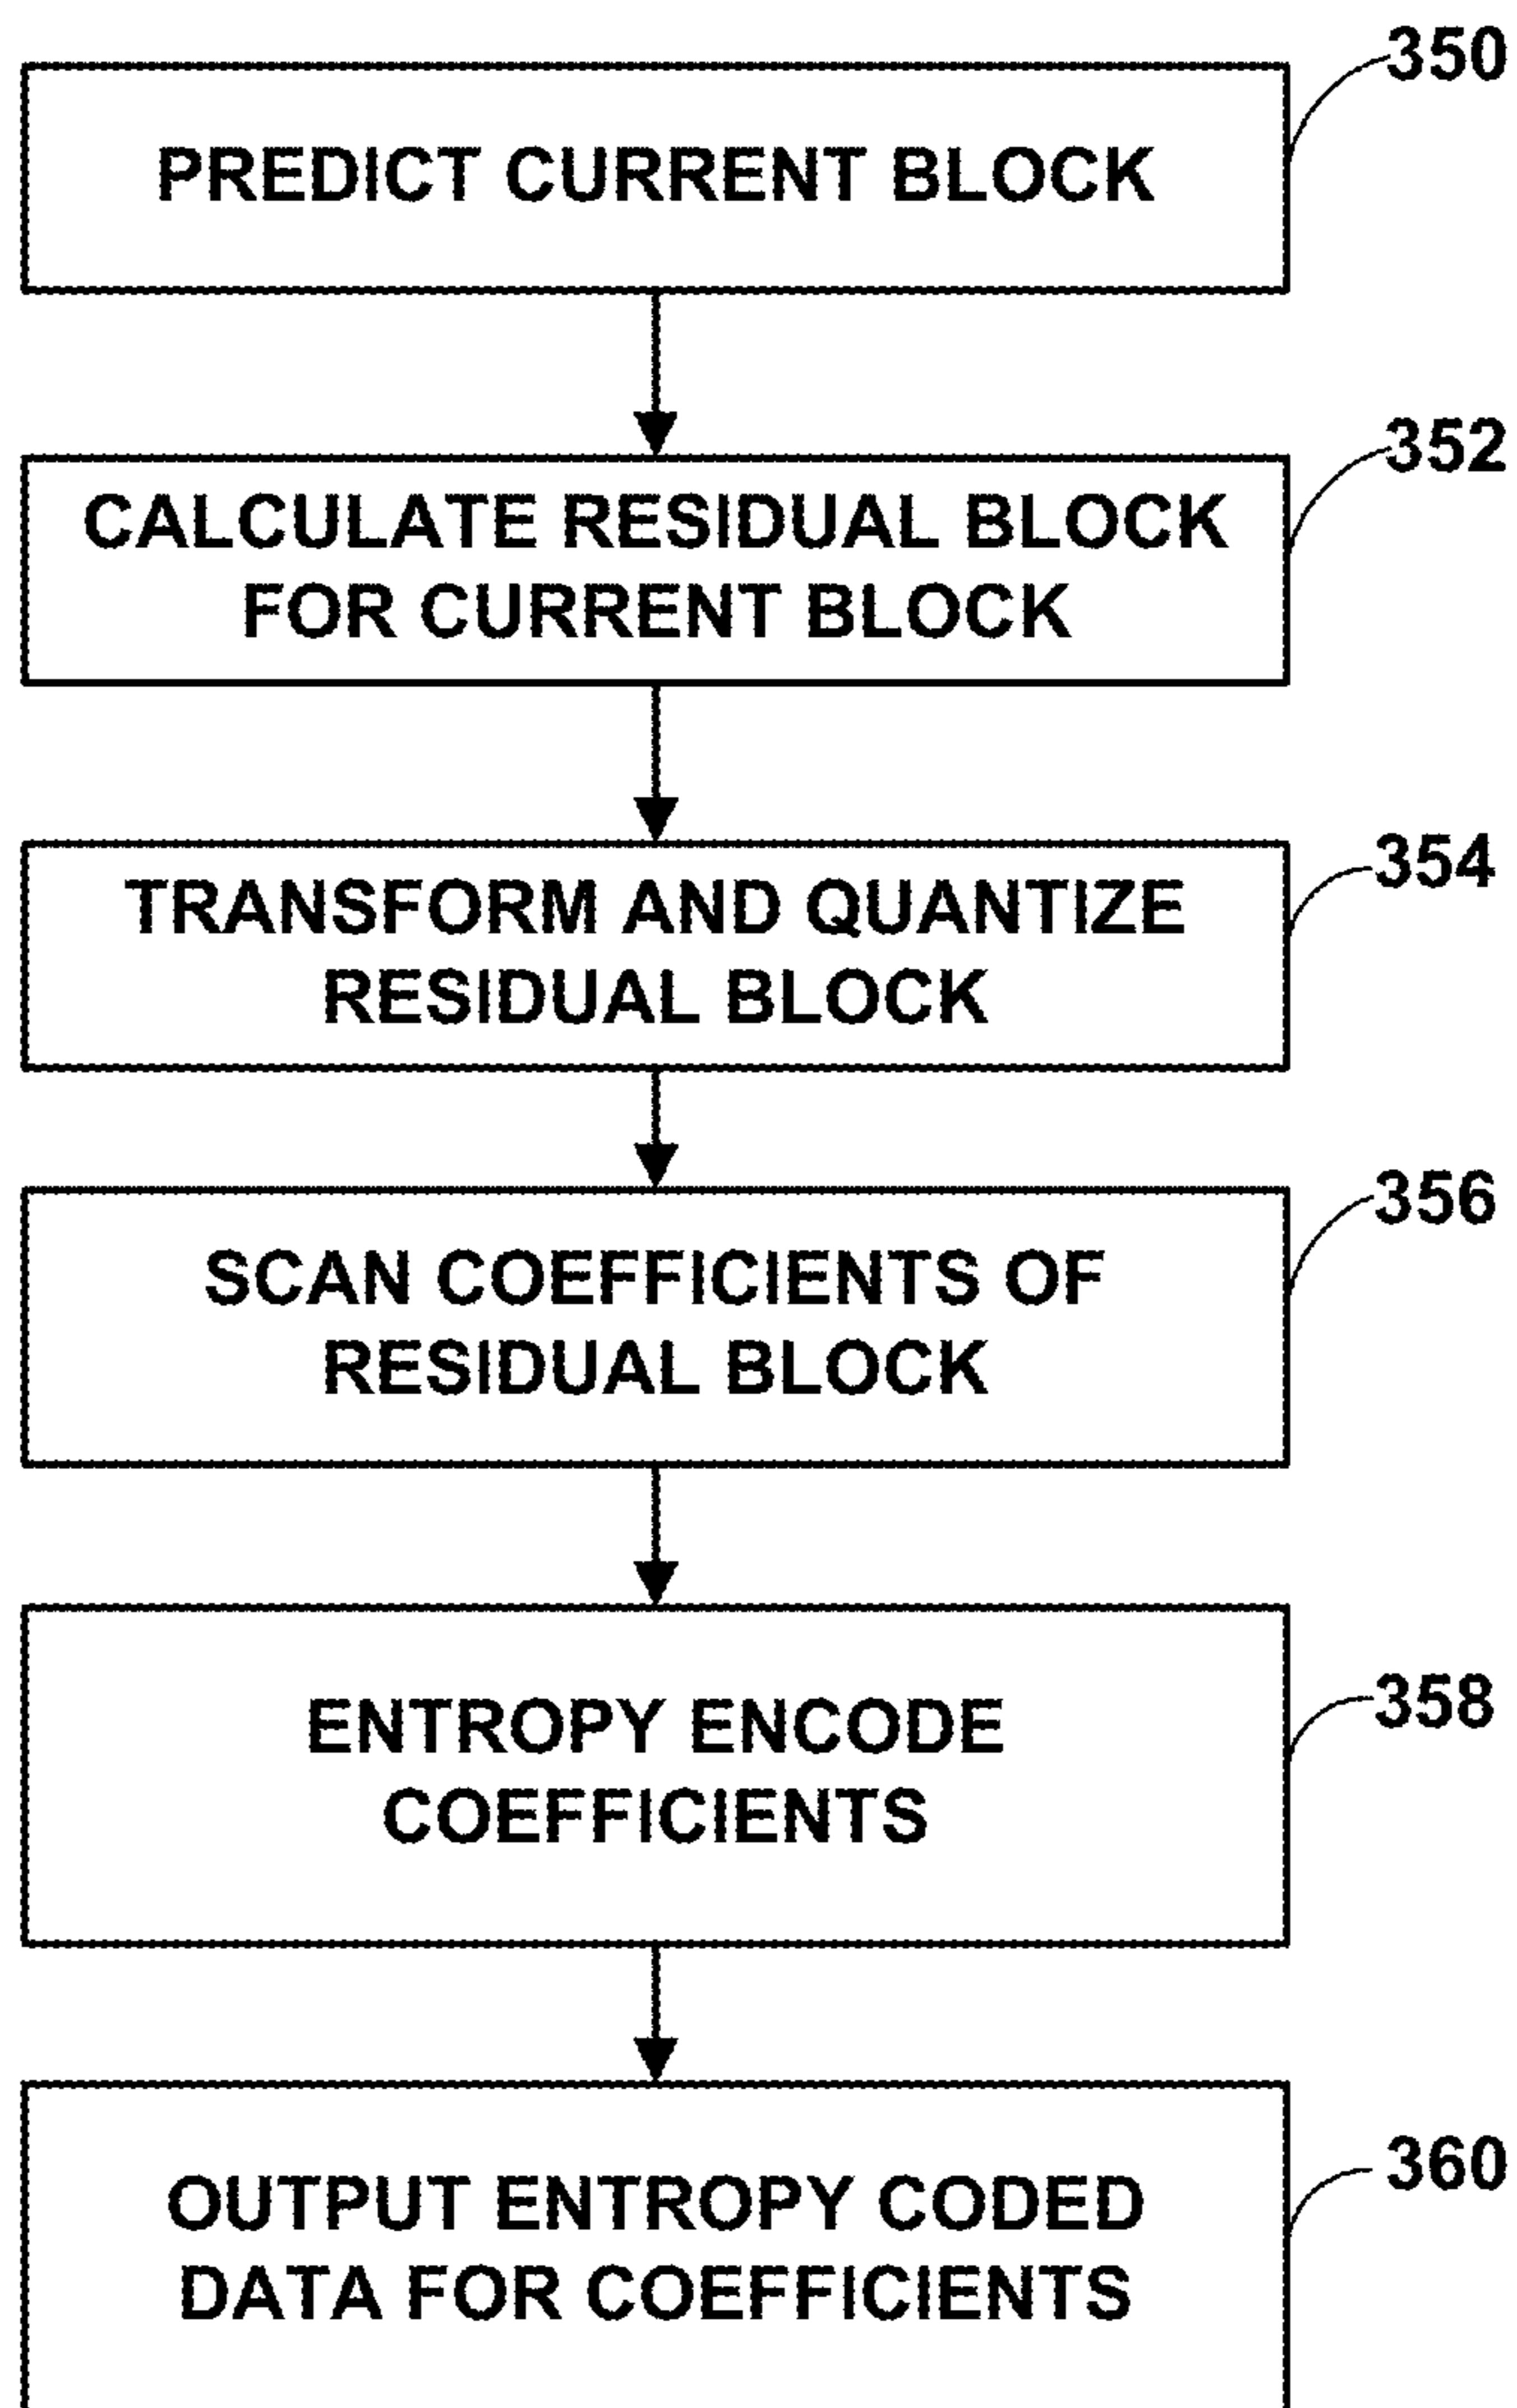 350
PREDICT CURRENT BLOCK
352
CALCULATE RESIDUAL BLOCK
FOR CURRENT BLOCK
354
TRANSFORM AND QUANTIZE
RESIDUAL BLOCK
356
SCAN COEFFICIENTS OF
RESIDUAL BLOCK
358
ENTROPY ENCODE
COEFFICIENTS
360
OUTPUT ENTROPY CODED
DATA FOR COEFFICIENTS